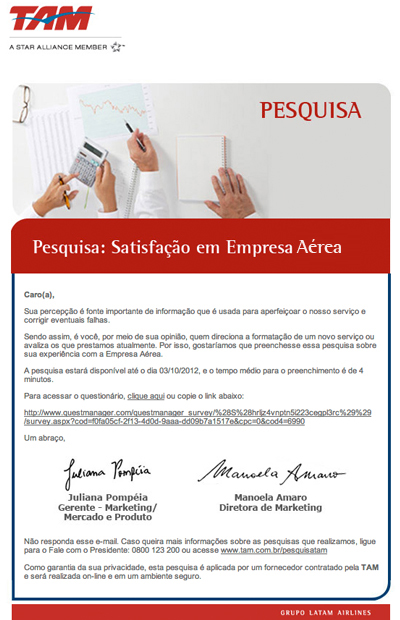 TAM
A STAR ALLIANCE MEMBER
PESQUISA
Pesquisa: Satisfação em Empresa Aérea
Caro(a),
Sua percepção é fonte importante de informação que é usada para aperfeiçoar o nosso serviço e
corrigir eventuais falhas.
Sendo assim, é você, por meio de sua opinião, quem direciona a formatação de um novo serviço ou
avaliza os que prestamos atualmente. Por isso, gostaríamos que preenchesse essa pesquisa sobre
sua experiência com a Empresa Aérea.
A pesquisa estará disponível até o dia 03/10/2012, e o tempo médio para o preenchimento é de 4
minutos.
Para acessar o questionário, clique aqui ou copie o link abaixo:
http://www.questmanager.com/questmanager_survey/%28S%28hrljz4vnptn5i223cegpl3rc%29%29
/survey.aspx?cod=f0fa05cf-2f13-4d0d-9aaa-dd09b7a1517e&cpc=0&cod4=6990
Um abraço,
Juliana Pompéia
Manoela Amaro
Juliana Pompéia
Gerente - Marketing/
Mercado e Produto
Manoela Amaro
Diretora de Marketing
Não responda esse e-mail. Caso queira mais informações sobre as pesquisas que realizamos, ligue
para o Fale com o Presidente: 0800 123 200 ou acesse www.tam.com.br/pesquisatam
Como garantia da sua privacidade, esta pesquisa é aplicada por um fornecedor contratado pela TAM
e será realizada on-line e em um ambiente seguro.
GRUPO LATAM AIRLINES